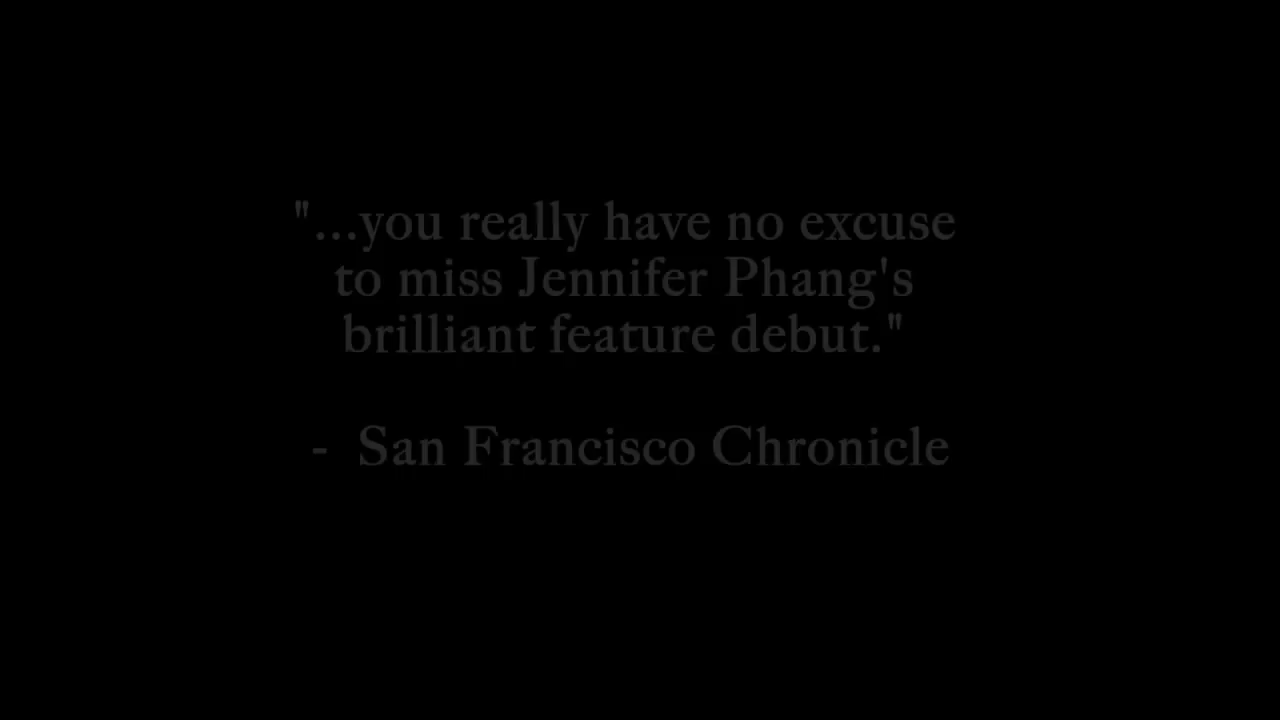 "...you really have no excuse
to miss Jennifer Phang's
brilliant feature debut."
- San Francisco Chronicle